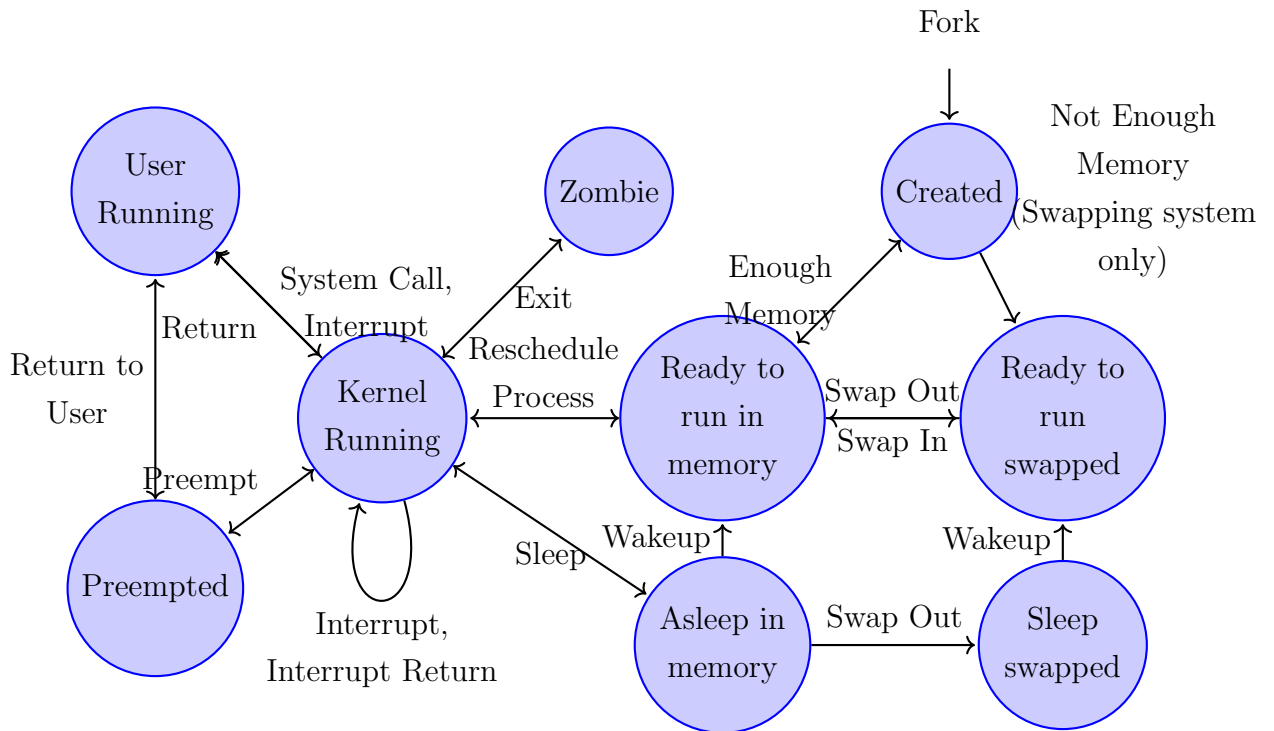 Fork
Not Enough
Memory
(Swapping system
only)
User
Running
Zombie
Created
System Call,
Interrupt
Exit
Enough
Memory
Return
Return to
User
Reschedule
Process
Kernel
Running
Ready to
run in
memory
Swap Out
Swap In
Ready to
run
swapped
Preempt
Sleep
Wakeup
Wakeup
Preempted
Interrupt,
Interrupt Return
Asleep in
memory
Swap Out
Sleep
swapped